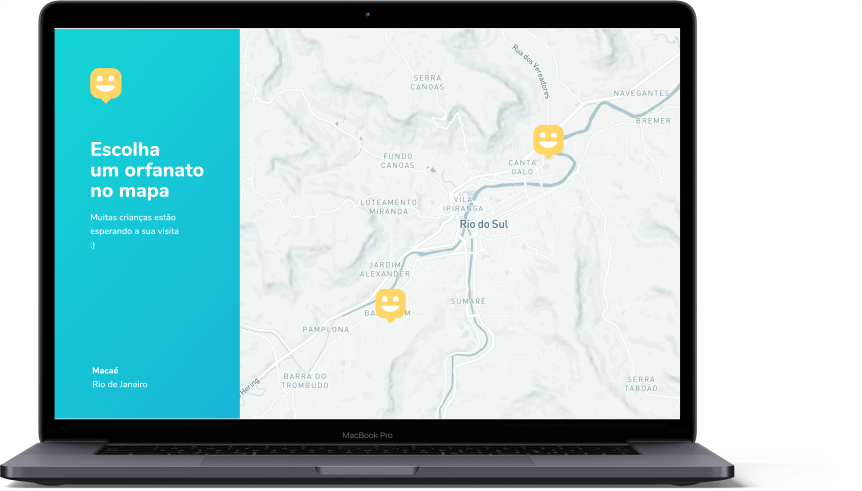 Escolha
um orfanato
no mapa
Muitas crianças estão
esperando a sua visita
:)
Macaé
Rio de Janeiro
Rua dos Vereadores
SERRA
CANOAS
NAVEGANTES
BREMER
FUNDO
CANOAS
CANTA
GALO
LOTEAMENTO
MIRANDA
VILA
IPIRANGA
Rio do Sul
JARDIM
ALEXANDER
SUMARÉ
PAMPLONA
BARRA DO
TROMBUDO
Hering
SERRA
TABOÃO
MacBook Pro